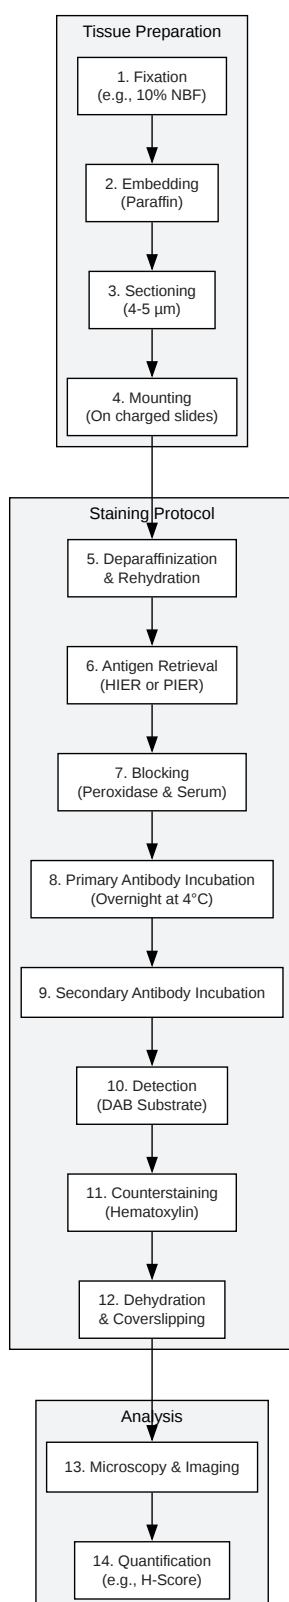 Tissue Preparation
1. Fixation
(e.g., 10% NBF)
2. Embedding
(Paraffin)
3. Sectioning
(4-5 µm)
4. Mounting
(On charged slides)
Staining Protocol
5. Deparaffinization
& Rehydration
6. Antigen Retrieval
(HIER or PIER)
7. Blocking
(Peroxidase & Serum)
8. Primary Antibody Incubation
(Overnight at 4°C)
9. Secondary Antibody Incubation
10. Detection
(DAB Substrate)
11. Counterstaining
(Hematoxylin)
12. Dehydration
& Coverslipping
Analysis
13. Microscopy & Imaging
14. Quantification
(e.g., H-Score)